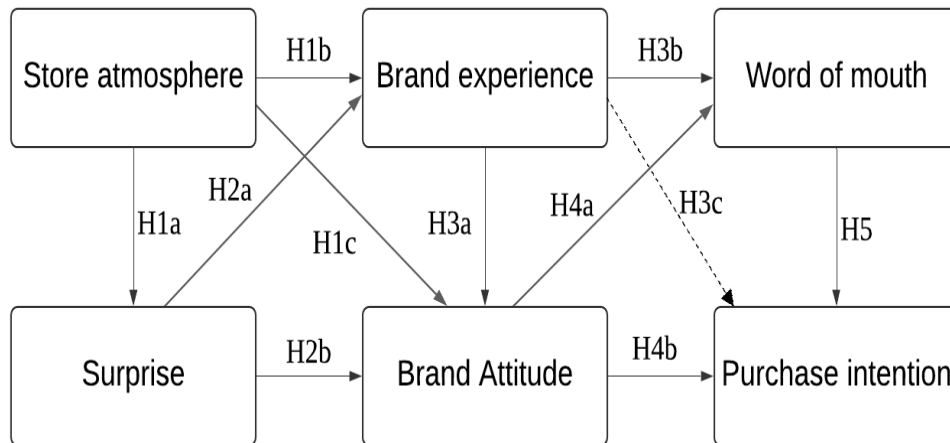 Store atmosphere
H1b
Brand experience
H3b
Word of mouth
H1a
H2a
H1c
H3a
H4a
H3c
H5
Surprise
H2b
Brand Attitude
H4b
Purchase intention